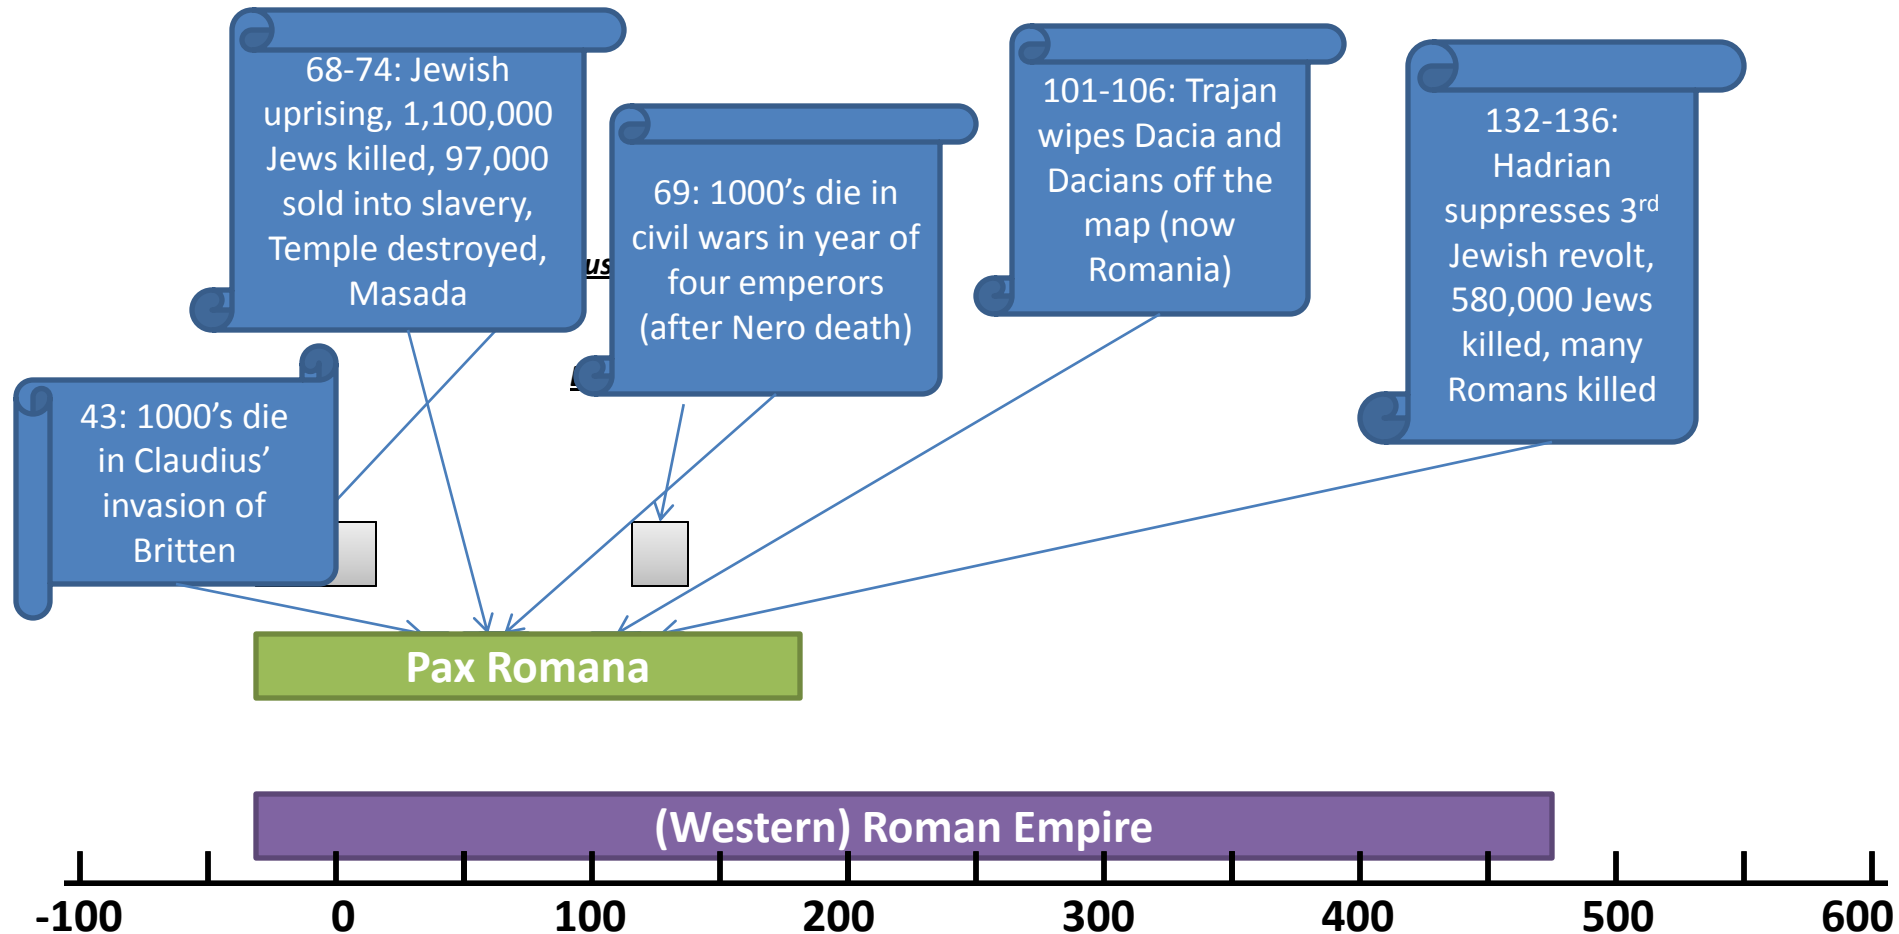 68-74: Jewish
uprising, 1,100,000
Jews killed, 97,000
sold into slavery,
Temple destroyed,
Masada
69: 1000’s die in
civil wars in year of
four emperors
(after Nero death)
101-106: Trajan
wipes Dacia and
Dacians off the
map (now
Romania)
132-136:
Hadrian
suppresses 3rd
Jewish revolt,
580,000 Jews
killed, many
Romans killed
43: 1000’s die
in Claudius’
invasion of
Britten
Pax Romana
(Western) Roman Empire
-100 0 100 200 300 400 500 600